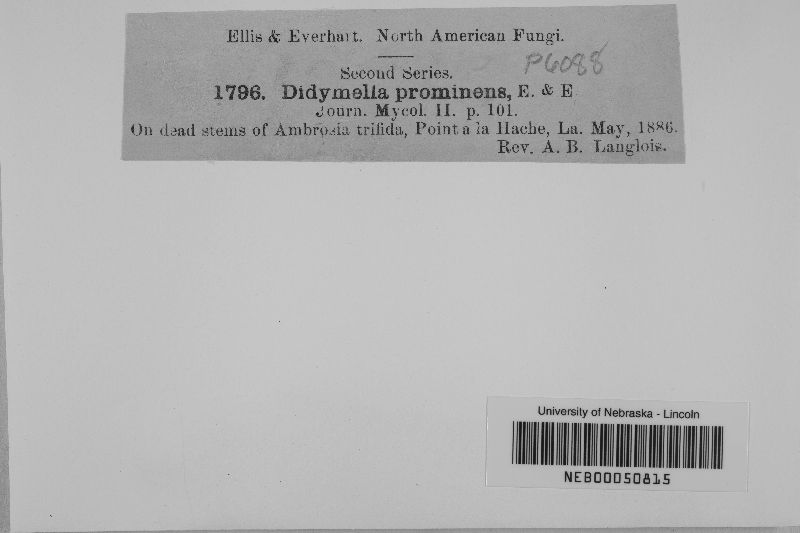 Ellis & Everhart. North American Fungi.
P6088
Second Series.
1796. Didymella prominens, E. & E.
Journ. Mycol. II. p. 101.
On dead stems of Ambrosia trifida, Point a la Hache, La. May, 1886.
Rev. A. B. Langlois.
University of Nebraska - Lincoln
NEB00050815